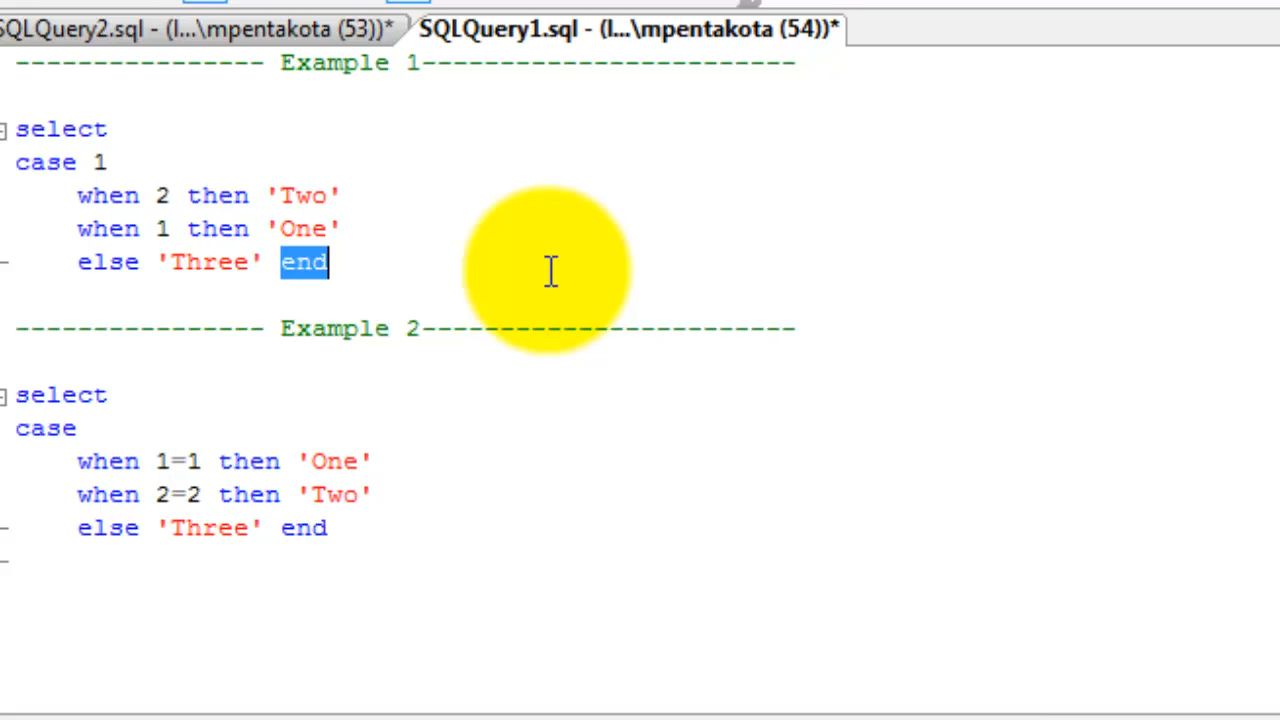 SQLQuery2.sql - (l...\mpentakota (53))* SQLQuery1.sql - (l...\mpentakota (54))*
---------------- Example 1------------------------
select
case 1
when 2 then 'Two'
when 1 then 'One'
else 'Three' end
---------------- Example 2------------------------
select
case
when 1=1 then 'One'
when 2=2 then 'Two'
else 'Three' end